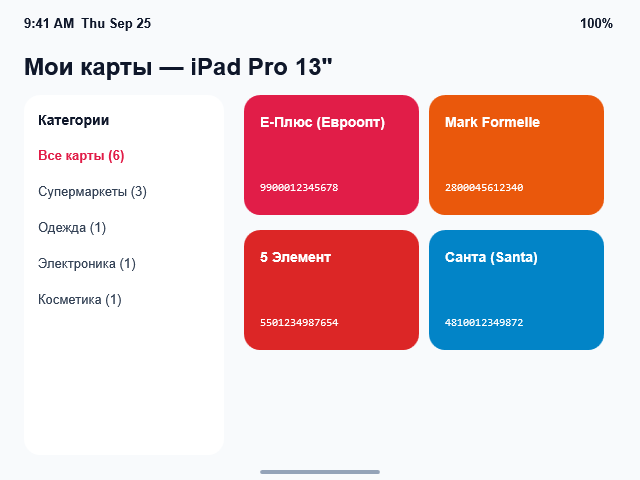 9:41 AM  Thu Sep 25
100%
Мои карты — iPad Pro 13"
Категории
Все карты (6)
Супермаркеты (3)
Одежда (1)
Электроника (1)
Косметика (1)
Е-Плюс (Евроопт)
9900012345678
Mark Formelle
2800045612340
5 Элемент
5501234987654
Санта (Santa)
4810012349872